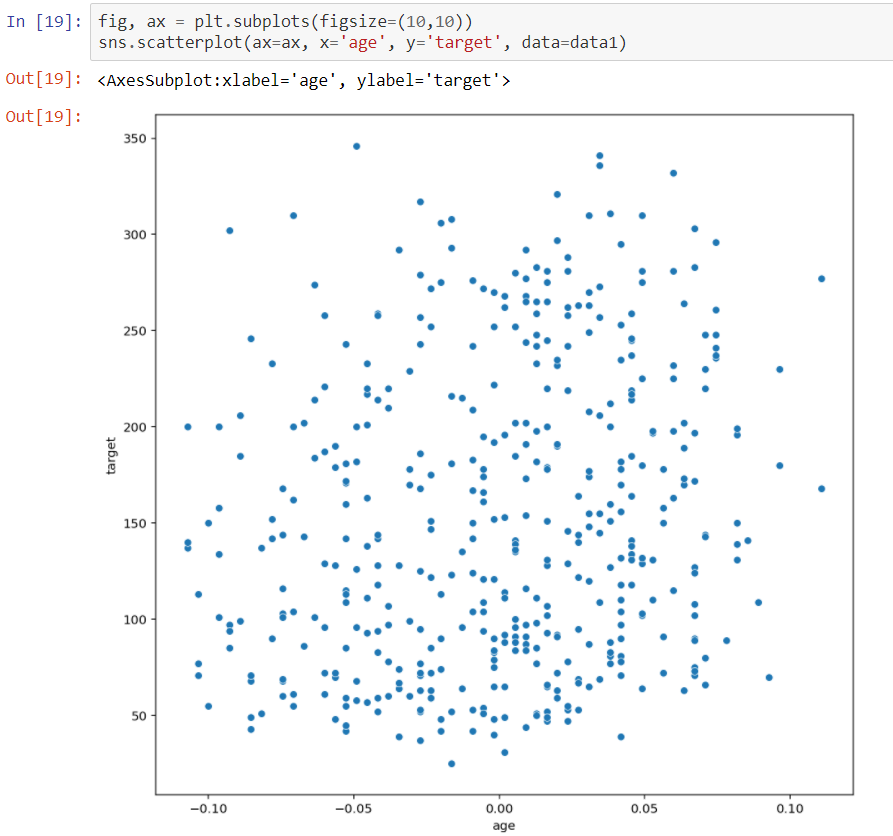 In [19]: fig, ax = plt.subplots(figsize=(10,10))
sns.scatterplot(ax=ax, x='age', y='target', data=data1)
Out[19]: <AxesSubplot:xlabel='age', ylabel='target'>
Out[19]:
350
300
250
200
target
150
100
50
−0.10 −0.05 0.00 0.05 0.10
age